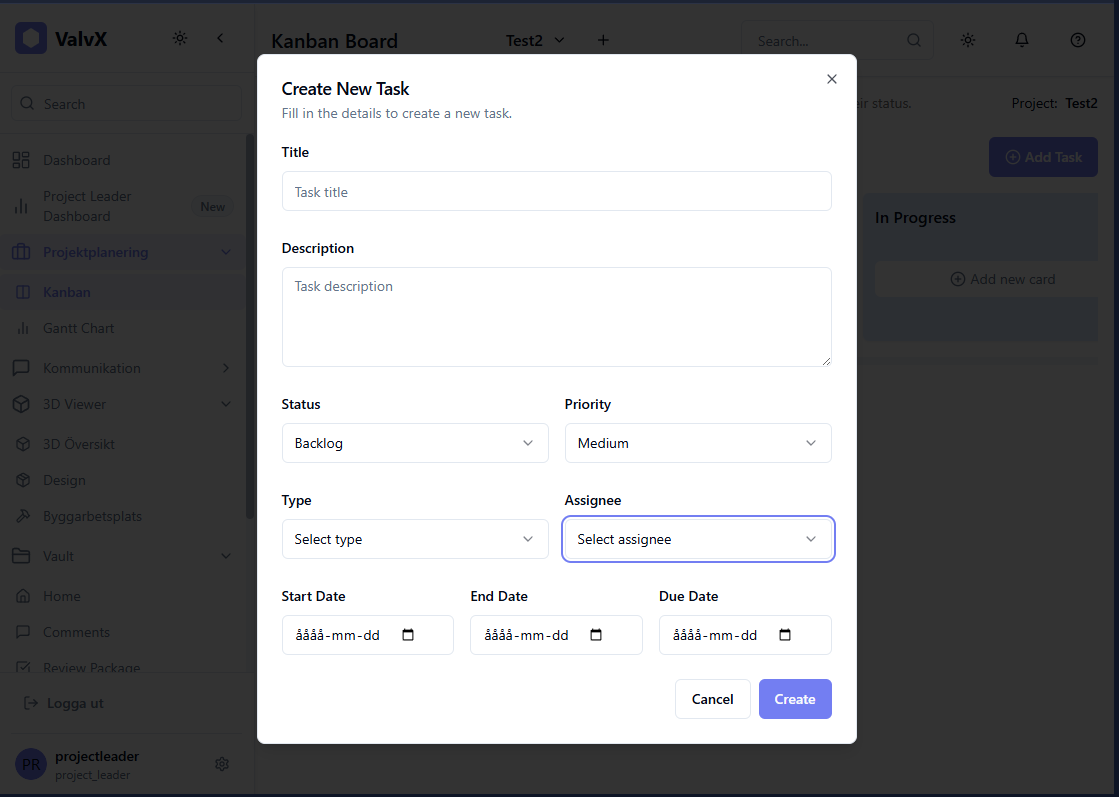 ValvX
Search
Dashboard
Project Leader
Dashboard
New
Projektplanering
Kanban
Gantt Chart
Kommunikation
3D Viewer
3D Översikt
Design
Byggarbetsplats
Vault
Home
Comments
Review Package
Logga ut
PR
projectleader
project_leader
Kanban Board
Test2
Search...
eir status.
Project: Test2
Add Task
In Progress
Add new card
Create New Task
Fill in the details to create a new task.
Title
Task title
Description
Task description
Status
Priority
Backlog
Medium
Type
Assignee
Select type
Select assignee
Start Date
End Date
Due Date
åååå-mm-dd
åååå-mm-dd
åååå-mm-dd
Cancel
Create